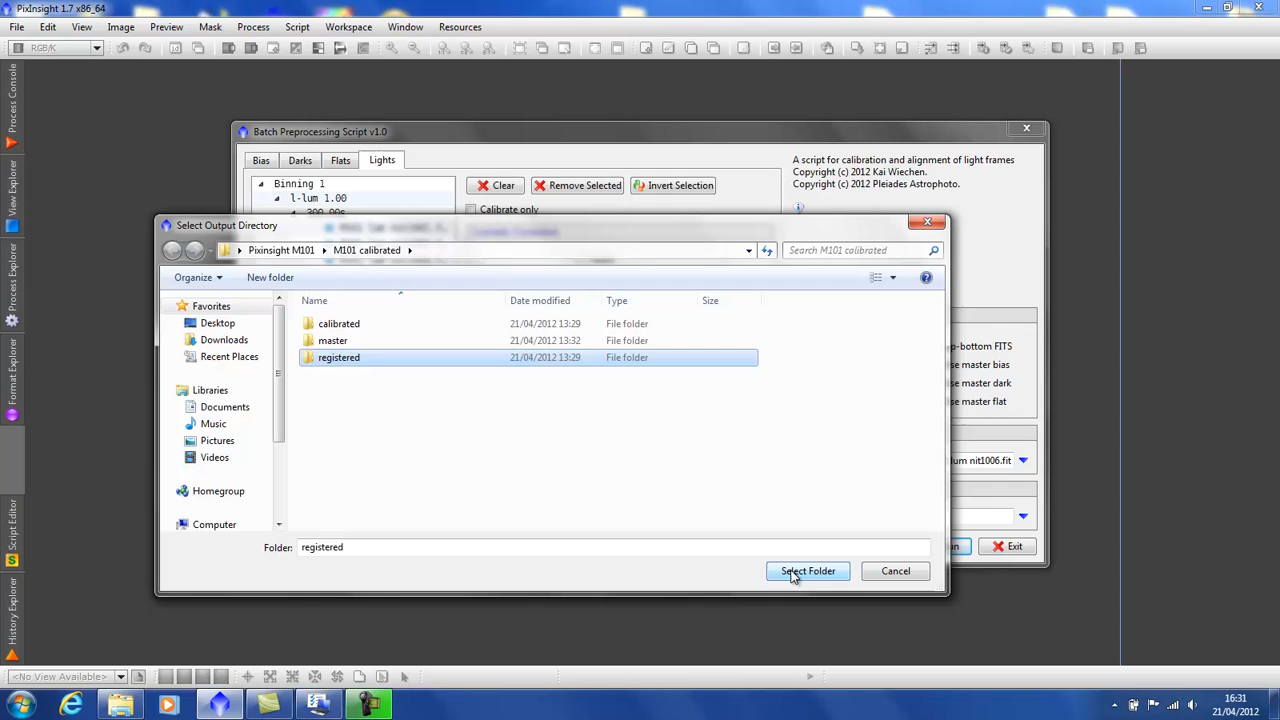 PixInsight 1.7 x86_64
File Edit View Image Preview Mask Process Script Workspace Window Resources
RGB/K
Process Console
View Explorer
Process Explorer
Format Explorer
Script Editor
History Explorer
Batch Preprocessing Script v1.0
Bias Darks Flats Lights
Binning 1
l-lum 1.00
300.00s
Clear Remove Selected Invert Selection
Calibrate only
A script for calibration and alignment of light frames
Copyright (c) 2012 Kai Wiechen.
Copyright (c) 2012 Pleiades Astrophoto.
Select Output Directory
Pixinsight M101 M101 calibrated
Search M101 calibrated
Organize New folder
Favorites
Desktop
Downloads
Recent Places
Libraries
Documents
Music
Pictures
Videos
Homegroup
Computer
Name Date modified Type Size
calibrated 21/04/2012 13:29 File folder
master 21/04/2012 13:32 File folder
registered 21/04/2012 13:29 File folder
Folder: registered
Select Folder Cancel
p-bottom FITS
se master bias
se master dark
se master flat
lum nit1006.fit
Exit
<No View Available>
16:31
21/04/2012